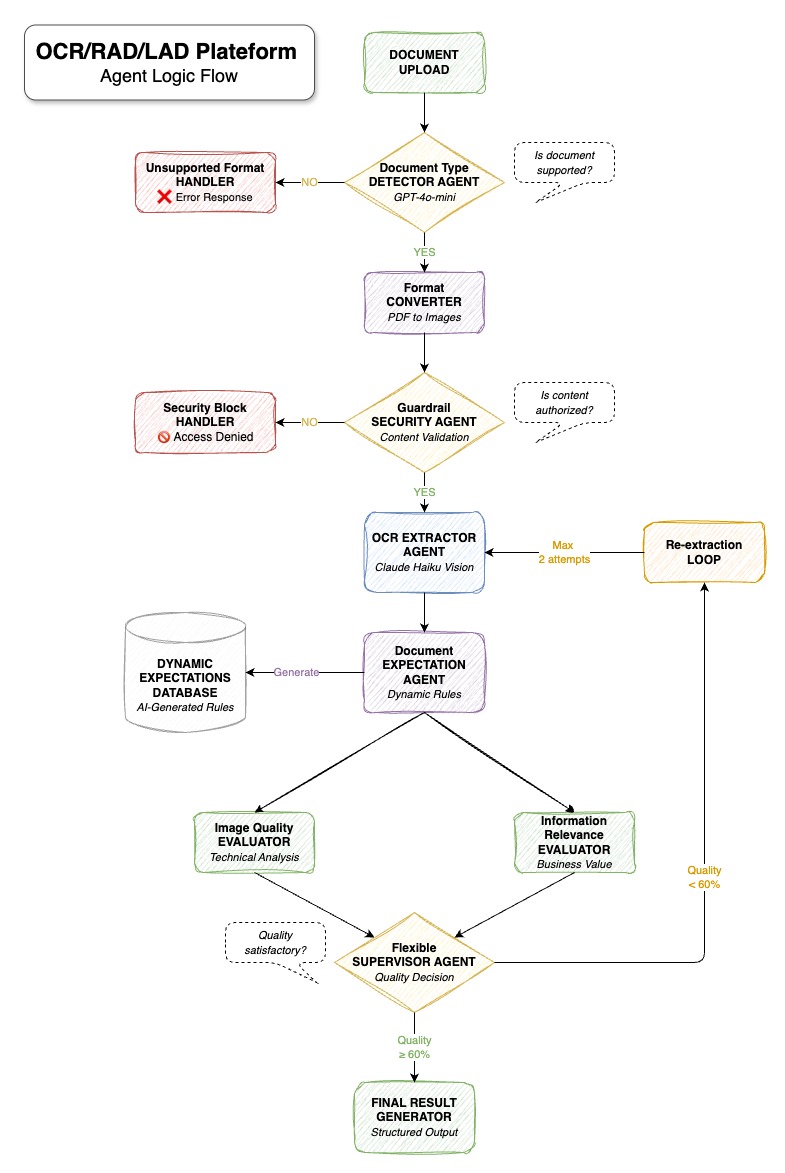 OCR/RAD/LAD Plateform
Agent Logic Flow
DOCUMENT
UPLOAD
Document Type
DETECTOR AGENT
GPT-4o-mini
Is document
supported?
NO
Unsupported Format
HANDLER
❌ Error Response
YES
Format
CONVERTER
PDF to Images
Guardrail
SECURITY AGENT
Content Validation
Is content
authorized?
NO
Security Block
HANDLER
🚫 Access Denied
YES
OCR EXTRACTOR
AGENT
Claude Haiku Vision
Max
2 attempts
Re-extraction
LOOP
Document
EXPECTATION
AGENT
Dynamic Rules
Generate
DYNAMIC
EXPECTATIONS
DATABASE
AI-Generated Rules
Image Quality
EVALUATOR
Technical Analysis
Information
Relevance
EVALUATOR
Business Value
Quality
< 60%
Quality
satisfactory?
Flexible
SUPERVISOR AGENT
Quality Decision
Quality
≥ 60%
FINAL RESULT
GENERATOR
Structured Output